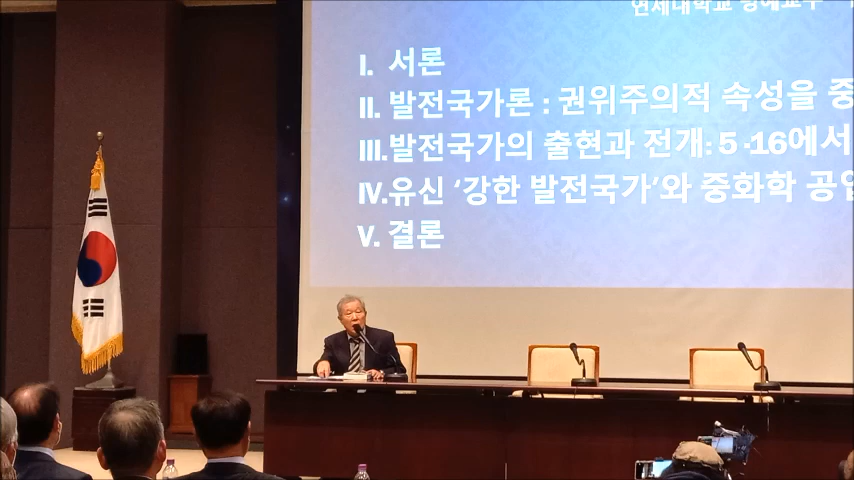 연세대학교 명예교수
I. 서론
II. 발전국가론 : 권위주의적 속성을 중
III.발전국가의 출현과 전개: 5·16에서
IV.유신 ‘강한 발전국가’와 중화학 공업
V. 결론